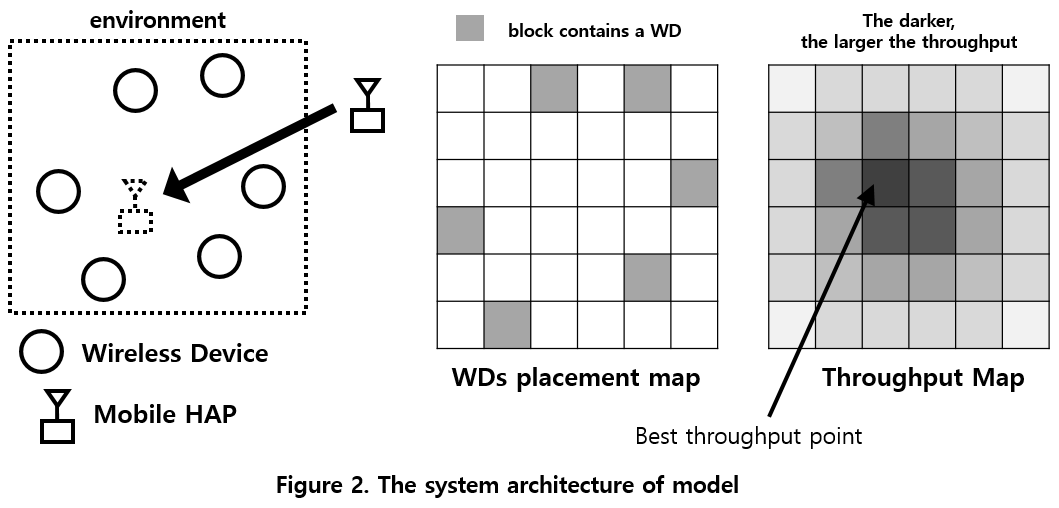 environment
block contains a WD
The darker,
the larger the throughput
Wireless Device
Mobile HAP
WDs placement map
Throughput Map
Best throughput point
Figure 2. The system architecture of model